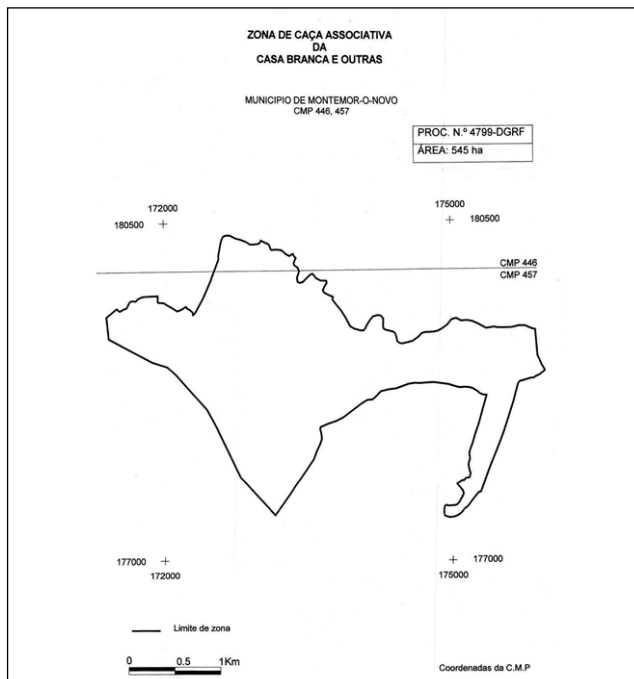 ZONA DE CAÇA ASSOCIATIVA
DA
CASA BRANCA E OUTRAS
MUNICIPIO DE MONTEMOR-O-NOVO
CMP 446, 457
PROC. N.º 4799-DGRF
ÁREA: 545 ha
172000
180500
175000
180500
CMP 446
CMP 457
177000
172000
177000
175000
Limite de zona
0 0.5 1Km
Coordenadas da C.M.P